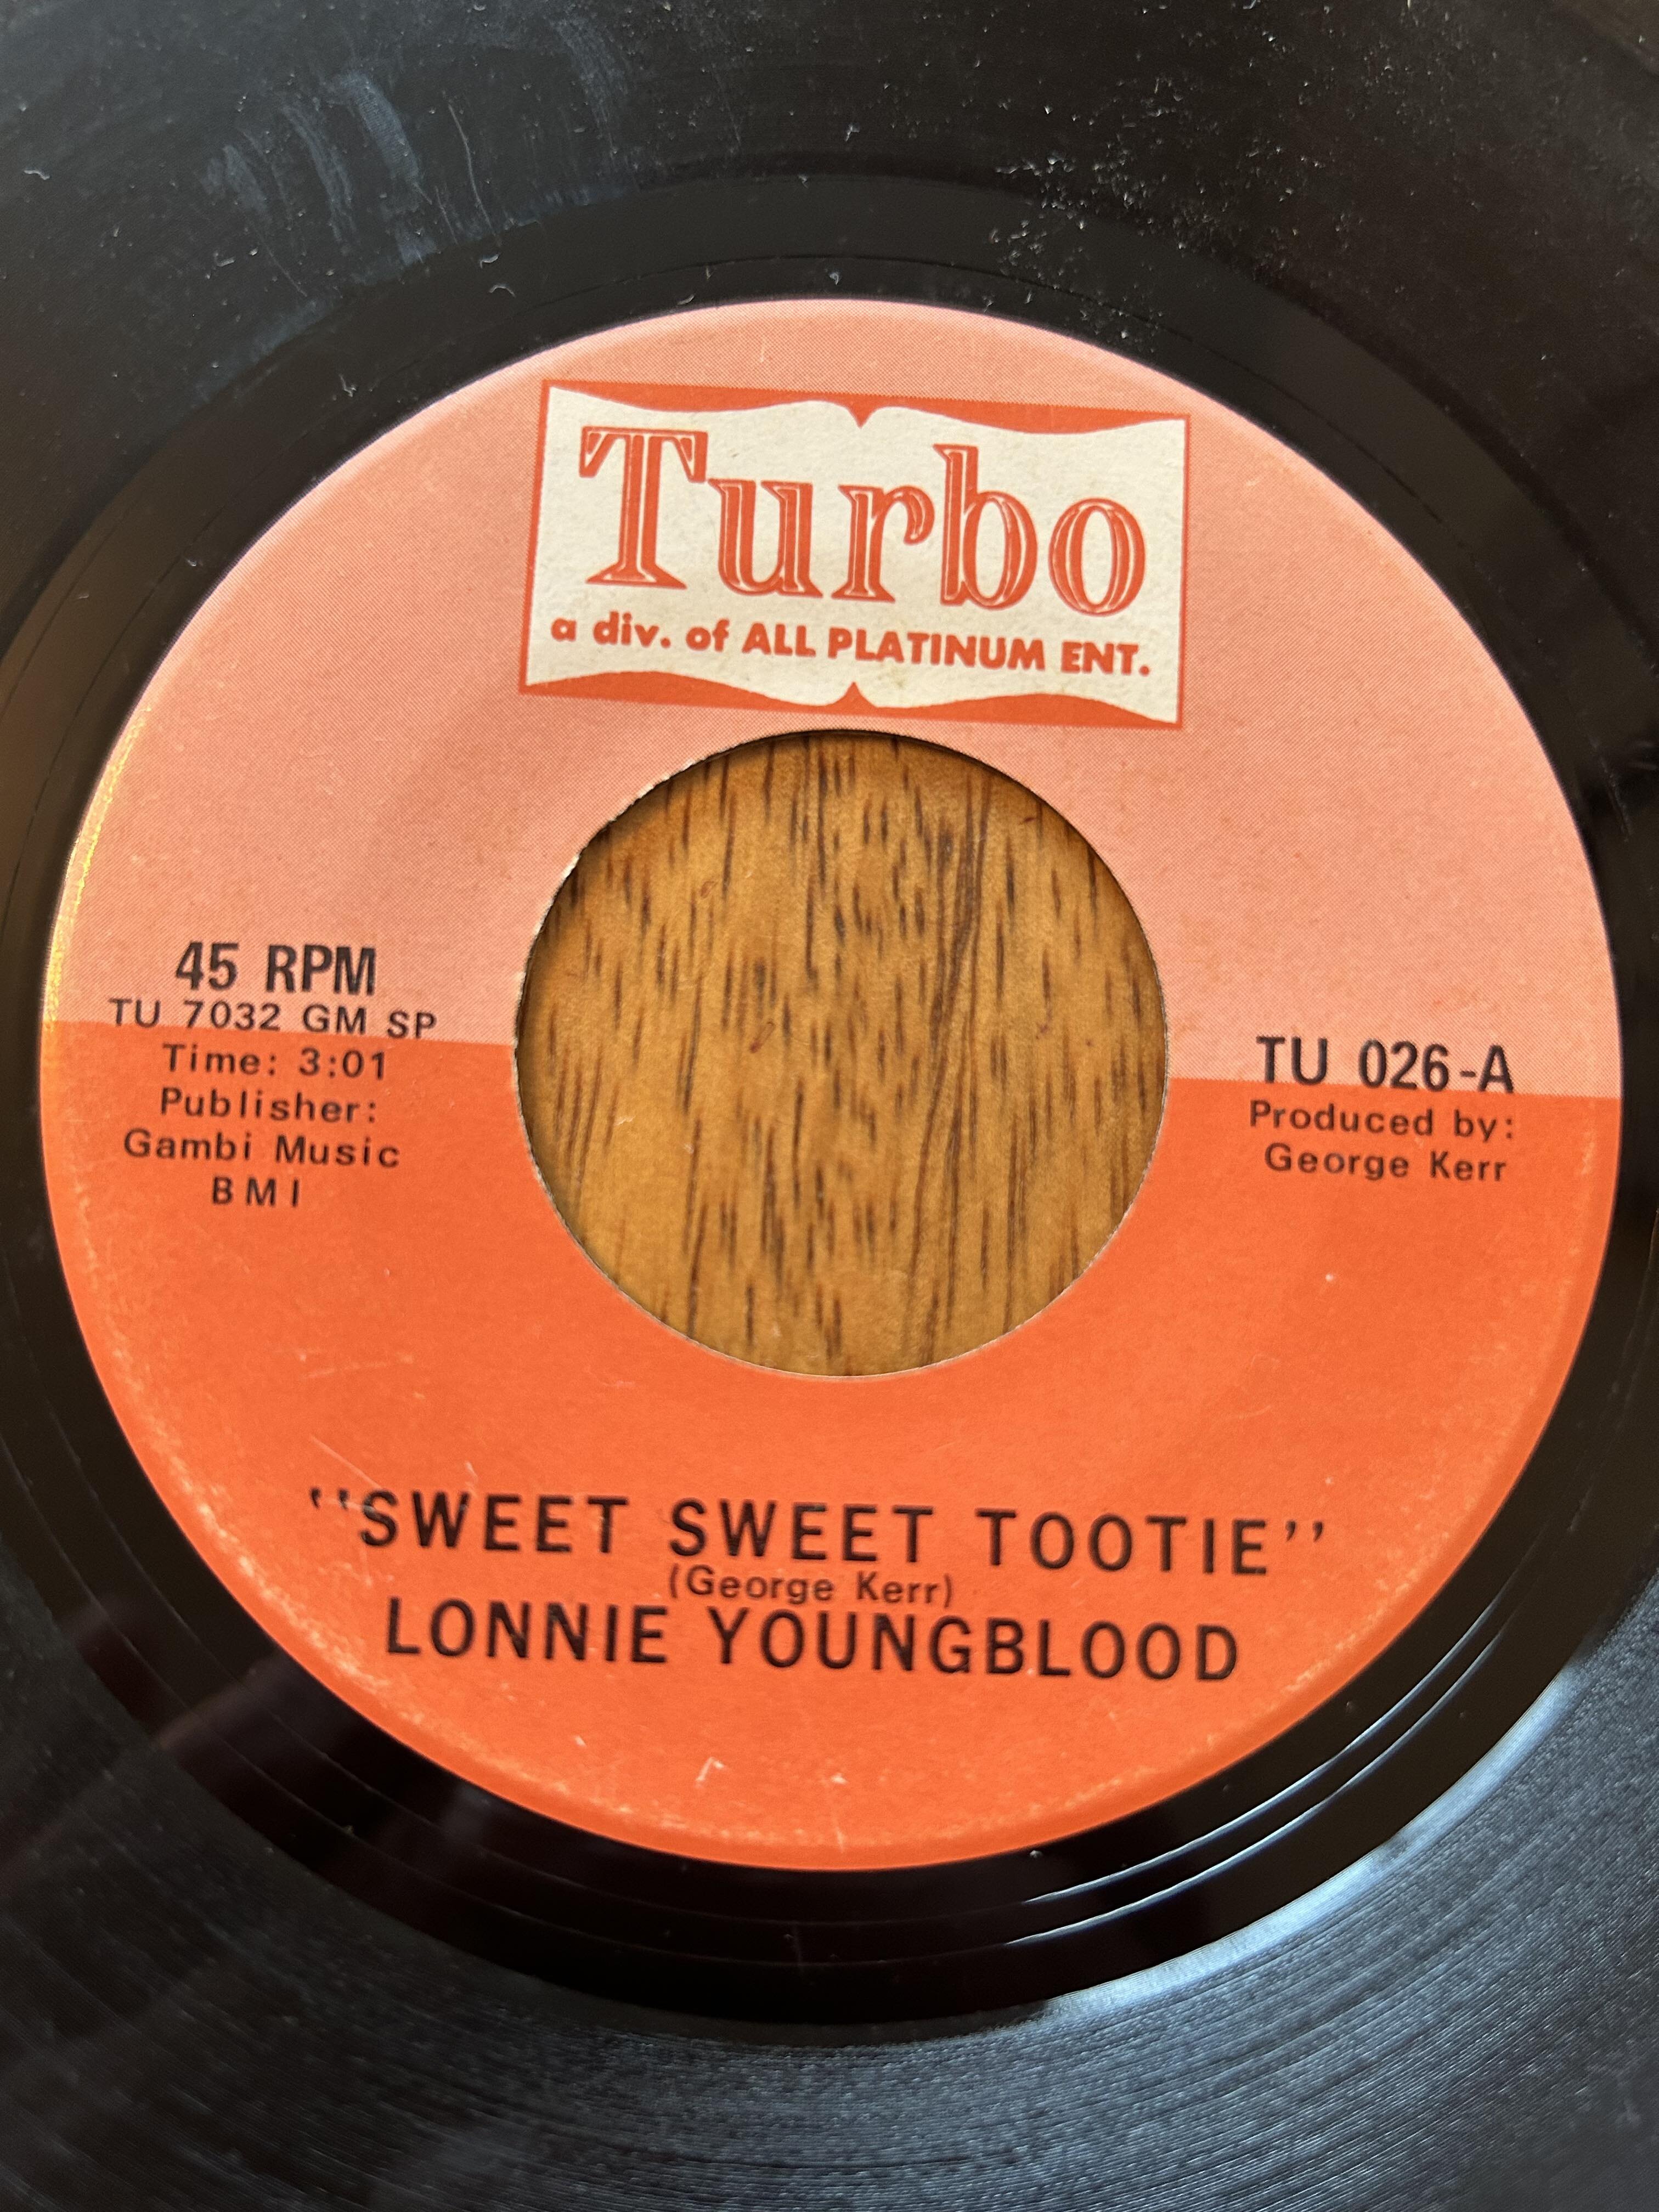 Turbo
a div. of ALL PLATINUM ENT.
45 RPM
TU 7032 GM SP
Time: 3:01
Publisher:
Gambi Music
BMI
TU 026-A
Produced by:
George Kerr
"SWEET SWEET TOOTIE"
(George Kerr)
LONNIE YOUNGBLOOD